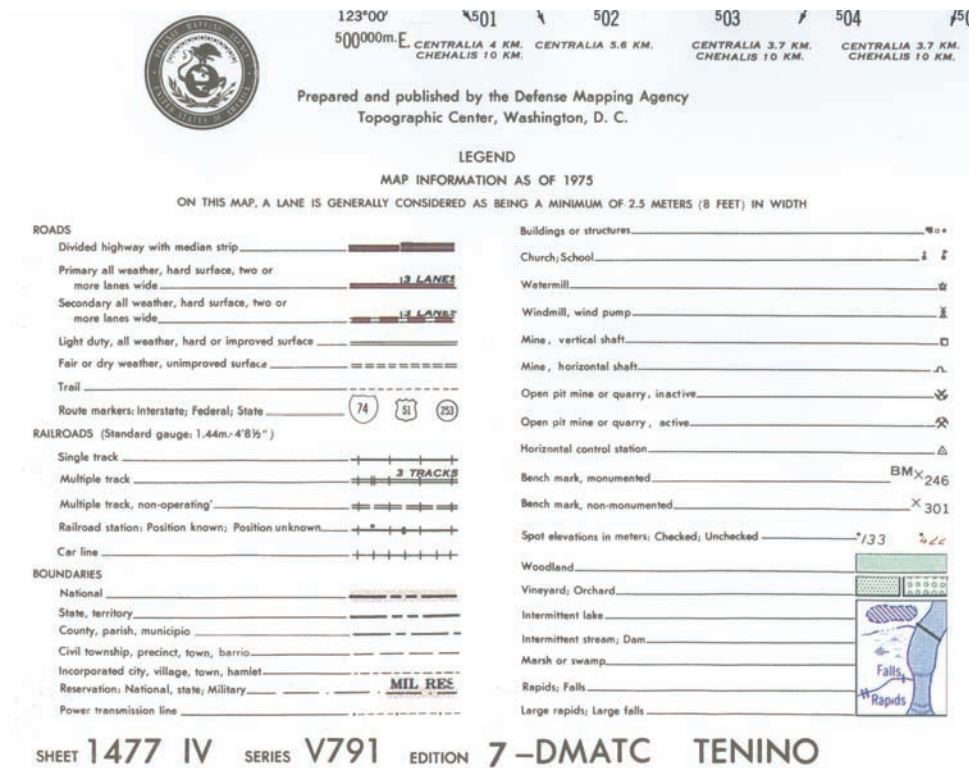 123°00' 501 502 503 504
500000m.E. CENTRALIA 4 KM. CENTRALIA 5.6 KM. CENTRALIA 3.7 KM. CENTRALIA 3.7 KM.
CHEHALIS 10 KM. CHEHALIS 10 KM. CHEHALIS 10 KM.
DEFENSE MAPPING AGENCY
UNITED STATES OF AMERICA
Prepared and published by the Defense Mapping Agency
Topographic Center, Washington, D. C.
LEGEND
MAP INFORMATION AS OF 1975
ON THIS MAP, A LANE IS GENERALLY CONSIDERED AS BEING A MINIMUM OF 2.5 METERS (8 FEET) IN WIDTH
ROADS
Divided highway with median strip
Primary all weather, hard surface, two or
more lanes wide 3 LANES
Secondary all weather, hard surface, two or
more lanes wide 3 LANES
Light duty, all weather, hard or improved surface
Fair or dry weather, unimproved surface
Trail
Route markers: Interstate; Federal; State 74 51 253
RAILROADS (Standard gauge: 1.44m.-4'8½")
Single track
Multiple track 3 TRACKS
Multiple track, non-operating
Railroad station: Position known; Position unknown
Car line
BOUNDARIES
National
State, territory
County, parish, municipio
Civil township, precinct, town, barrio
Incorporated city, village, town, hamlet
Reservation: National, state; Military MIL RES
Power transmission line
Buildings or structures
Church; School
Watermill
Windmill, wind pump
Mine, vertical shaft
Mine, horizontal shaft
Open pit mine or quarry, inactive
Open pit mine or quarry, active
Horizontal control station
Bench mark, monumented BM X 246
Bench mark, non-monumented X 301
Spot elevations in meters: Checked; Unchecked 133
Woodland
Vineyard; Orchard
Intermittent lake
Intermittent stream; Dam
Marsh or swamp
Rapids; Falls
Large rapids; Large falls
Falls
Rapids
SHEET 1477 IV SERIES V791 EDITION 7-DMATC TENINO